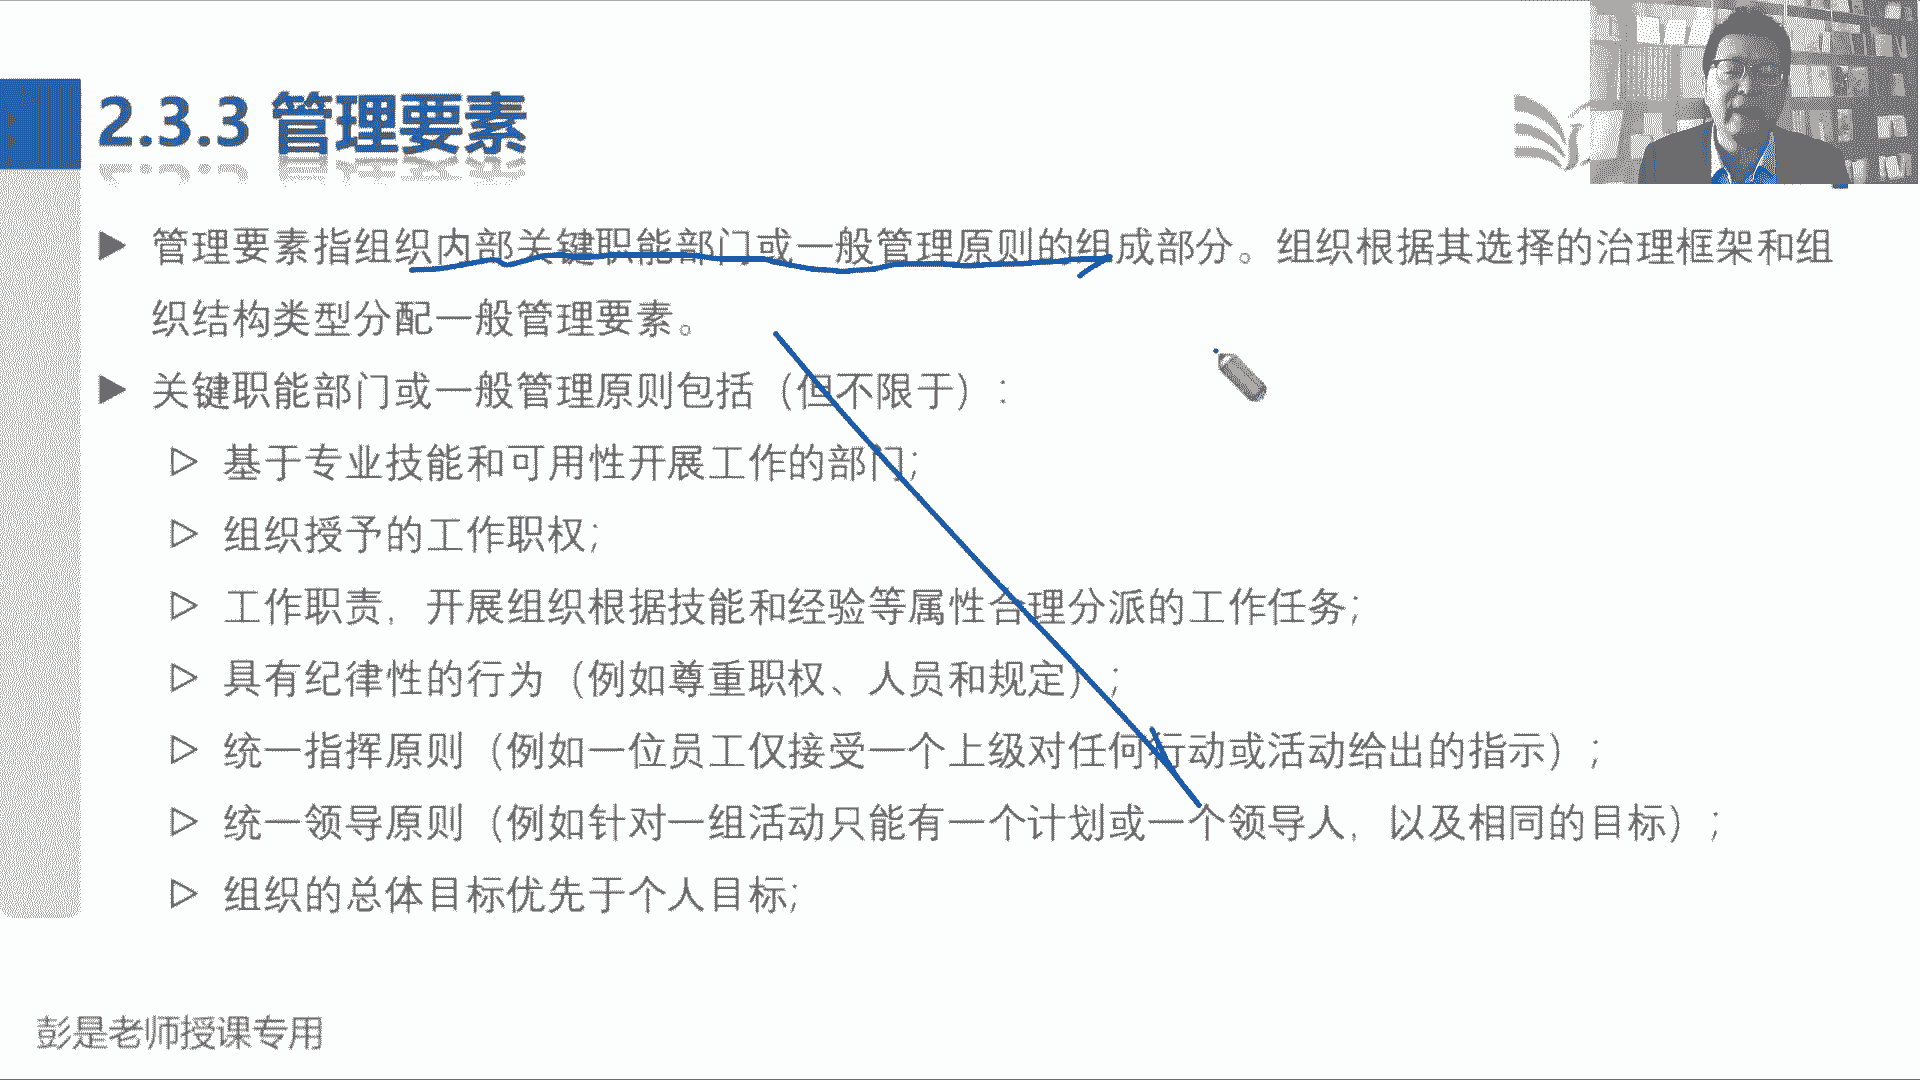 2.3.3 管理要素
管理要素指组织内部关键职能部门或一般管理原则的组成部分。组织根据其选择的治理框架和组
织结构类型分配一般管理要素。
关键职能部门或一般管理原则包括（但不限于）：
基于专业技能和可用性开展工作的部门；
组织授予的工作职权；
工作职责，开展组织根据技能和经验等属性合理分派的工作任务；
具有纪律性的行为（例如尊重职权、人员和规定）；
统一指挥原则（例如一位员工仅接受一个上级对任何行动或活动给出的指示）；
统一领导原则（例如针对一组活动只能有一个计划或一个领导人，以及相同的目标）；
组织的总体目标优先于个人目标；
彭是老师授课专用